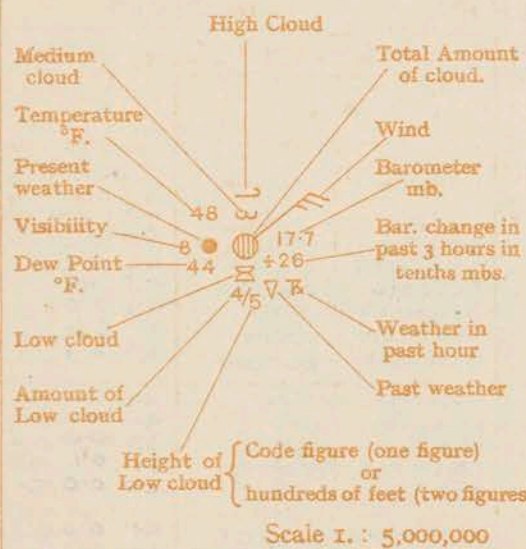 High Cloud
Medium
cloud
Total Amount
of cloud.
Temperature
°F.
Wind
Present
weather
Barometer
mb.
48
Visibility
8
17·7
Bar. change in
past 3 hours in
tenths mbs.
Dew Point
°F.
44
+26
4/5
Low cloud
Weather in
past hour
Amount of
Low cloud
Past weather
Height of
Low cloud
Code figure (one figure)
or
hundreds of feet (two figures
Scale 1. : 5,000,000